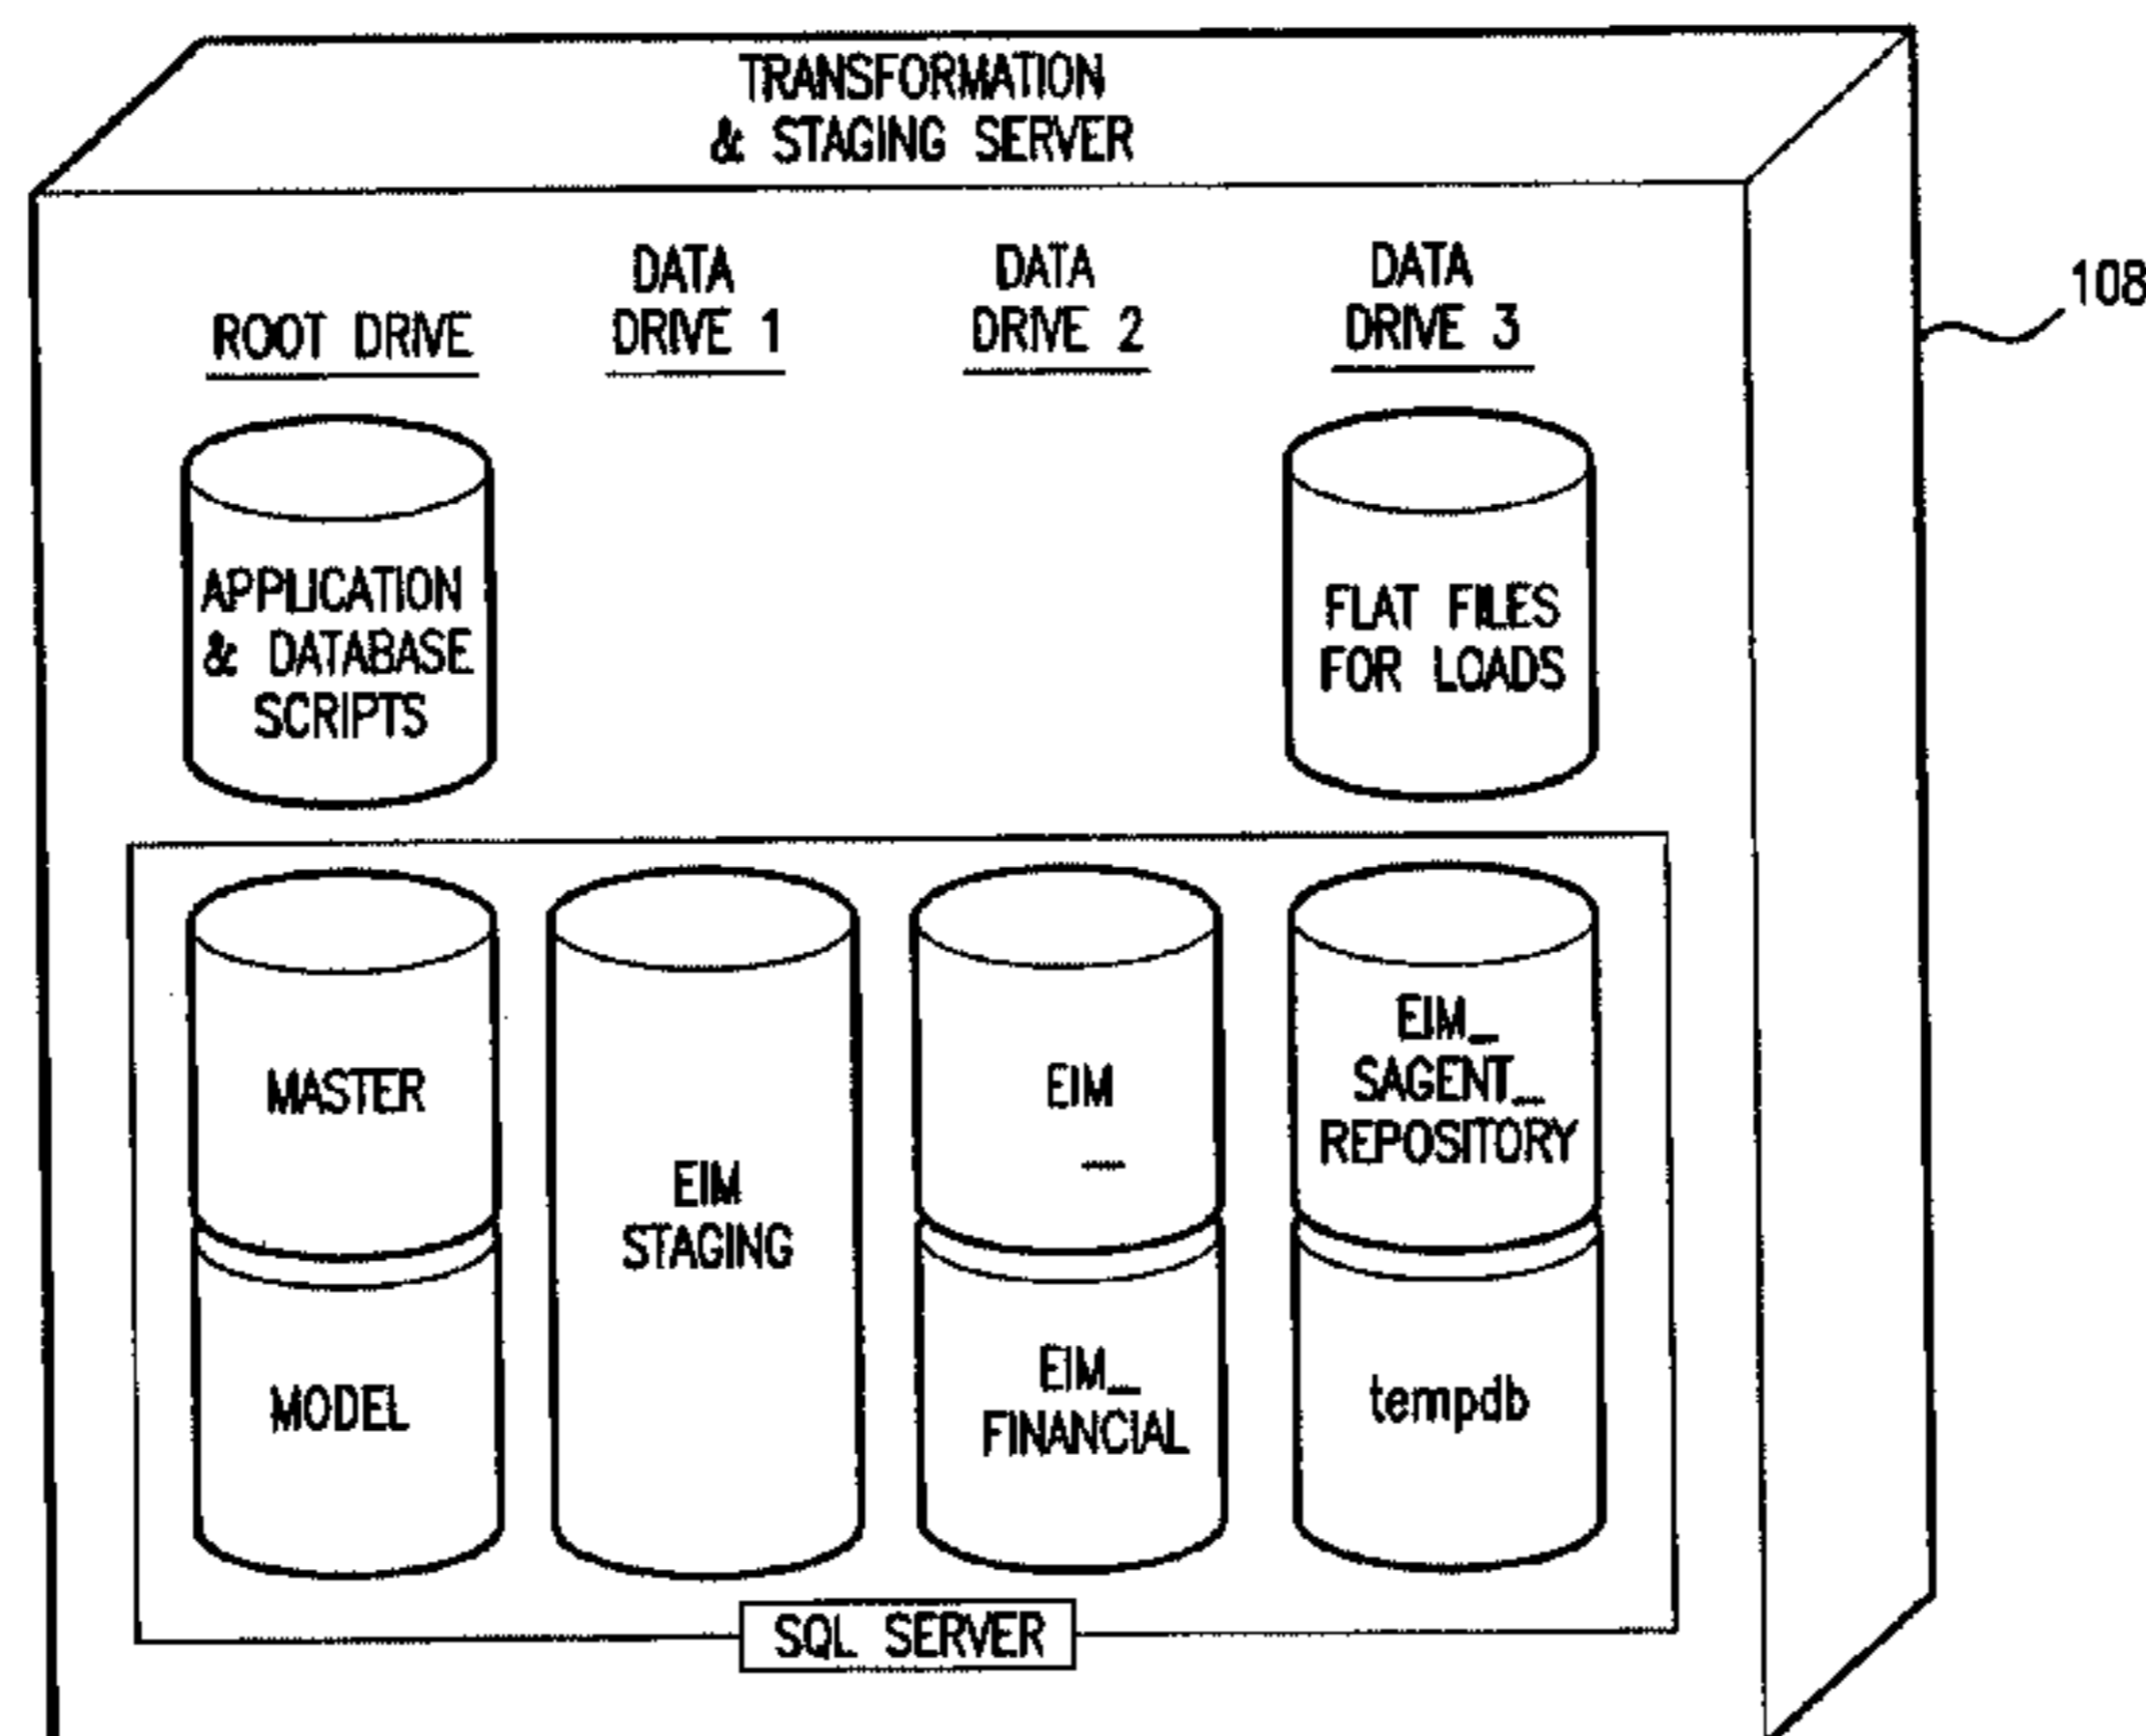 TRANSFORMATION
& STAGING SERVER
108
ROOT DRIVE
DATA
DRIVE 1
DATA
DRIVE 2
DATA
DRIVE 3
APPLICATION
& DATABASE
SCRIPTS
FLAT FILES
FOR LOADS
MASTER
MODEL
EIM
STAGING
EIM
_
EIM_
FINANCIAL
EIM_
SAGENT_
REPOSITORY
tempdb
SQL SERVER